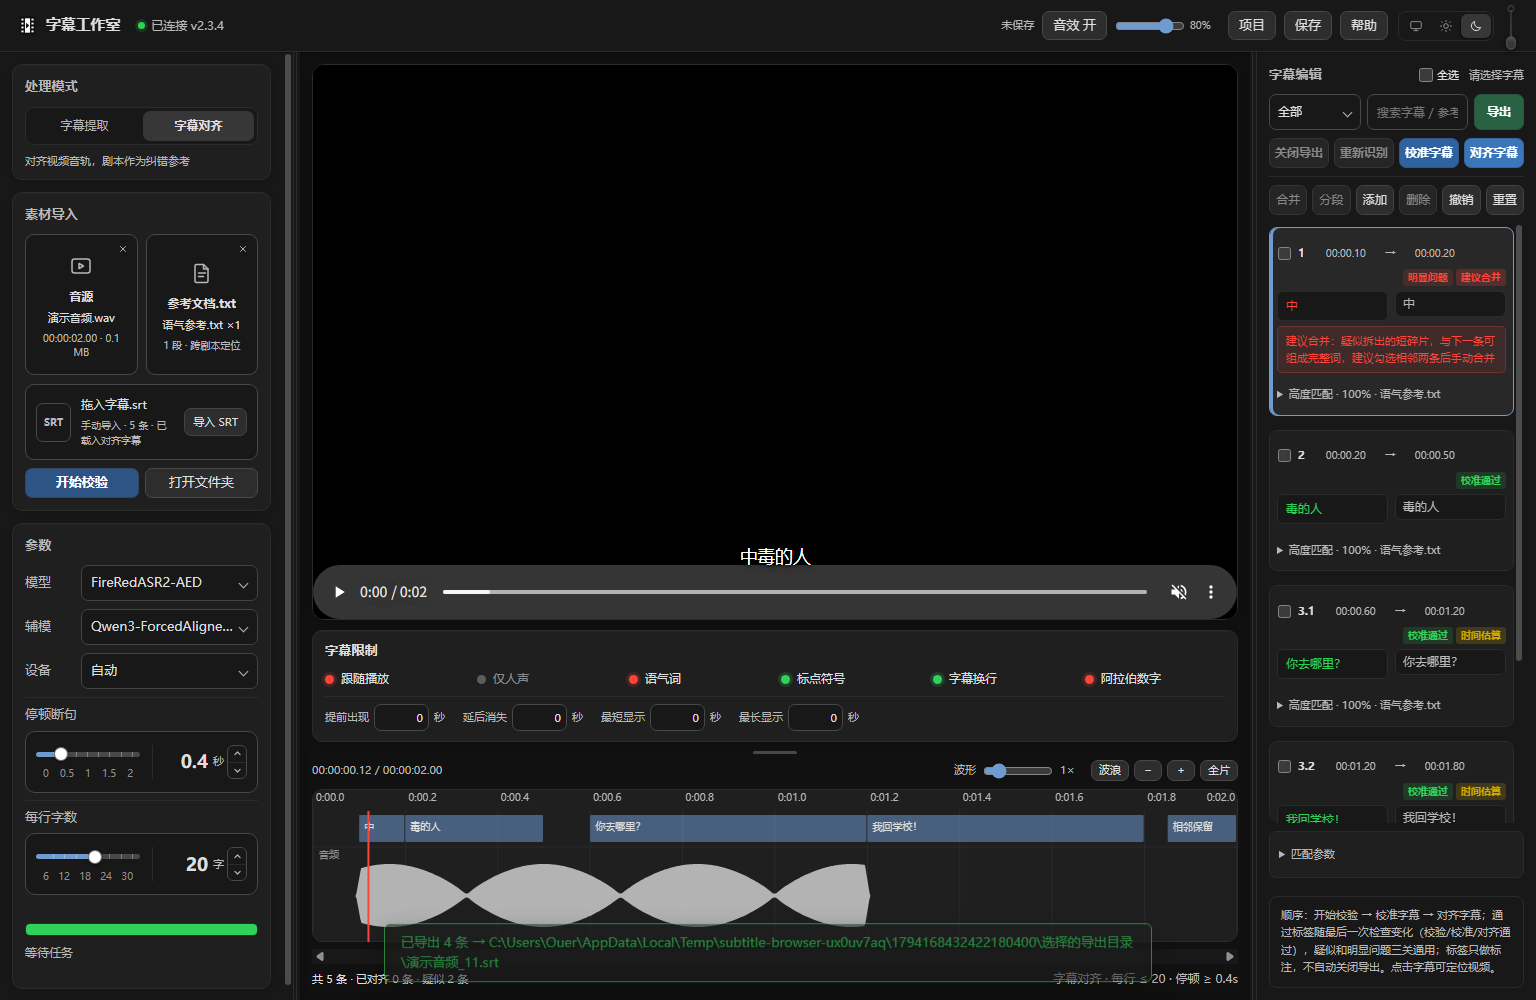 字幕工作室
已连接 v2.3.4
未保存
音效 开
80%
项目
保存
帮助
处理模式
字幕提取
字幕对齐
对齐视频音轨，剧本作为纠错参考
素材导入
×
音源
演示音频.wav
00:00:02.00 · 0.1
MB
×
参考文档.txt
语气参考.txt ×1
1 段 · 跨剧本定位
SRT
拖入字幕.srt
手动导入 · 5 条 · 已
载入对齐字幕
导入 SRT
开始校验
打开文件夹
参数
模型
FireRedASR2-AED
辅模
Qwen3-ForcedAligne...
设备
自动
停顿断句
0 0.5 1 1.5 2
0.4 秒
每行字数
6 12 18 24 30
20 字
等待任务
中毒的人
0:00 / 0:02
字幕限制
跟随播放
仅人声
语气词
标点符号
字幕换行
阿拉伯数字
提前出现 0 秒
延后消失 0 秒
最短显示 0 秒
最长显示 0 秒
00:00:00.12 / 00:00:02.00
波形
1×
波浪
−
+
全片
0:00.0 0:00.2 0:00.4 0:00.6 0:00.8 0:01.0 0:01.2 0:01.4 0:01.6 0:01.8 0:02.0
中
毒的人
你去哪里?
我回学校!
相邻保留
音频
已导出 4 条 → C:\Users\Ouer\AppData\Local\Temp\subtitle-browser-ux0uv7aq\1794168432422180400\选择的导出目录
\演示音频_11.srt
共 5 条 · 已对齐 0 条 · 疑似 2 条
字幕对齐 · 每行 ≤ 20 · 停顿 ≥ 0.4s
字幕编辑
全选
请选择字幕
全部
搜索字幕 / 参考
导出
关闭导出
重新识别
校准字幕
对齐字幕
合并
分段
添加
删除
撤销
重置
1 00:00.10 → 00:00.20
明显问题
建议合并
中
中
建议合并：疑似拆出的短碎片，与下一条可
组成完整词，建议勾选相邻两条后手动合并
高度匹配 · 100% · 语气参考.txt
2 00:00.20 → 00:00.50
校准通过
毒的人
毒的人
高度匹配 · 100% · 语气参考.txt
3.1 00:00.60 → 00:01.20
校准通过
时间估算
你去哪里?
你去哪里?
高度匹配 · 100% · 语气参考.txt
3.2 00:01.20 → 00:01.80
校准通过
时间估算
我回学校!
我回学校!
匹配参数
顺序：开始校验 → 校准字幕 → 对齐字幕；通
过标签随最后一次检查变化（校验/校准/对齐通
过），疑似和明显问题三关通用；标签只做标
注，不自动关闭导出。点击字幕可定位视频。